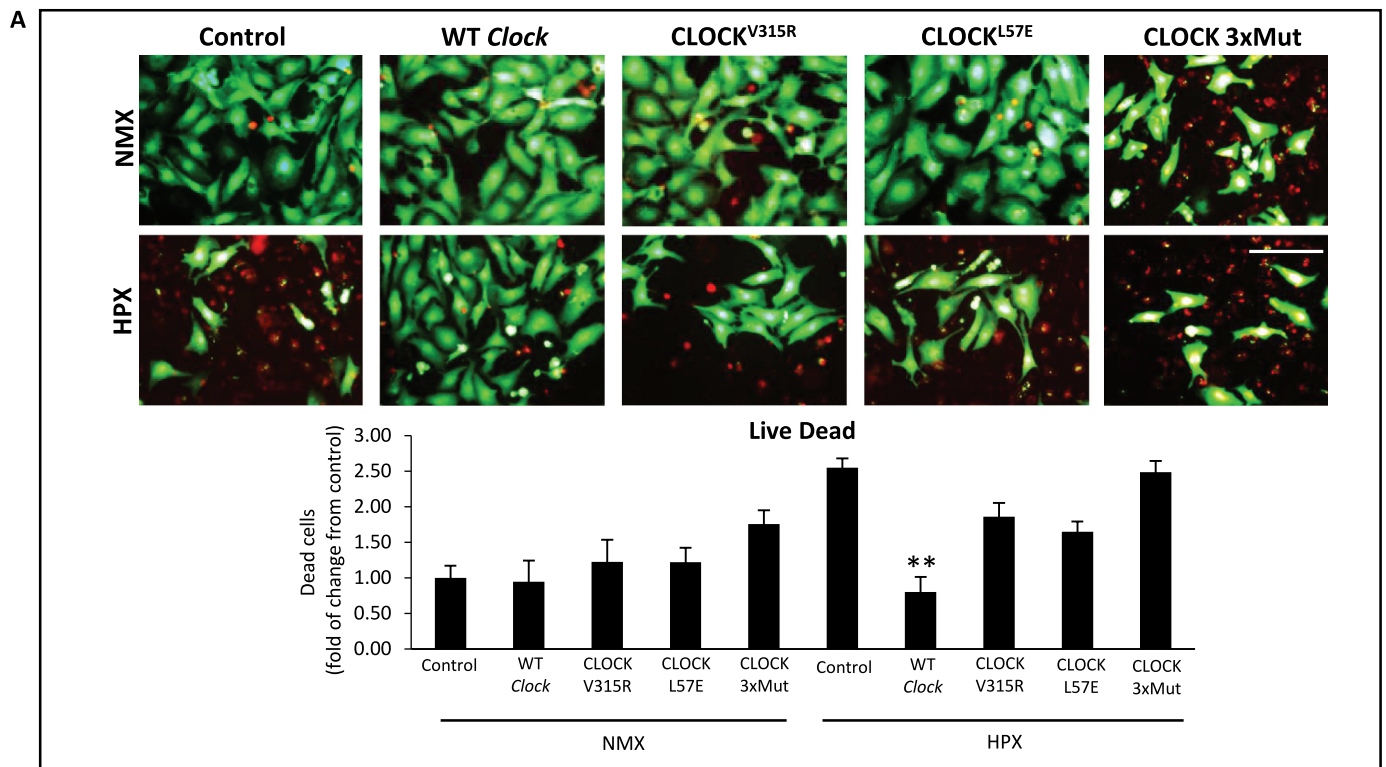 A
Control
WT Clock
CLOCKV315R
CLOCKL57E
CLOCK 3xMut
NMX
HPX
Live Dead
Dead cells
(fold of change from control)
3.00
2.50
2.00
1.50
1.00
0.50
0.00
**
Control
WT
Clock
CLOCK
V315R
CLOCK
L57E
CLOCK
3xMut
Control
WT
Clock
CLOCK
V315R
CLOCK
L57E
CLOCK
3xMut
NMX
HPX